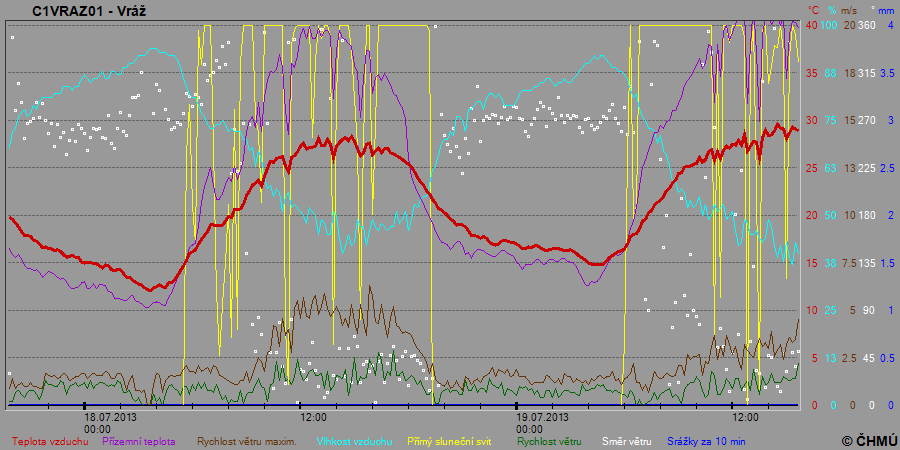 C1VRAZ01 - Vráž
°C % m/s ° mm
40 100 20 360 4
35 88 18 315 3.5
30 75 15 270 3
25 63 13 225 2.5
20 50 10 180 2
15 38 7.5 135 1.5
10 25 5 90 1
5 13 2.5 45 0.5
0 0 0 0 0
18.07.2013 12:00 19.07.2013 12:00
00:00 00:00
Teplota vzduchu Přízemní teplota Rychlost větru maxim. Vlhkost vzduchu Přímý sluneční svit Rychlost větru Směr větru Srážky za 10 min © ČHMÚ